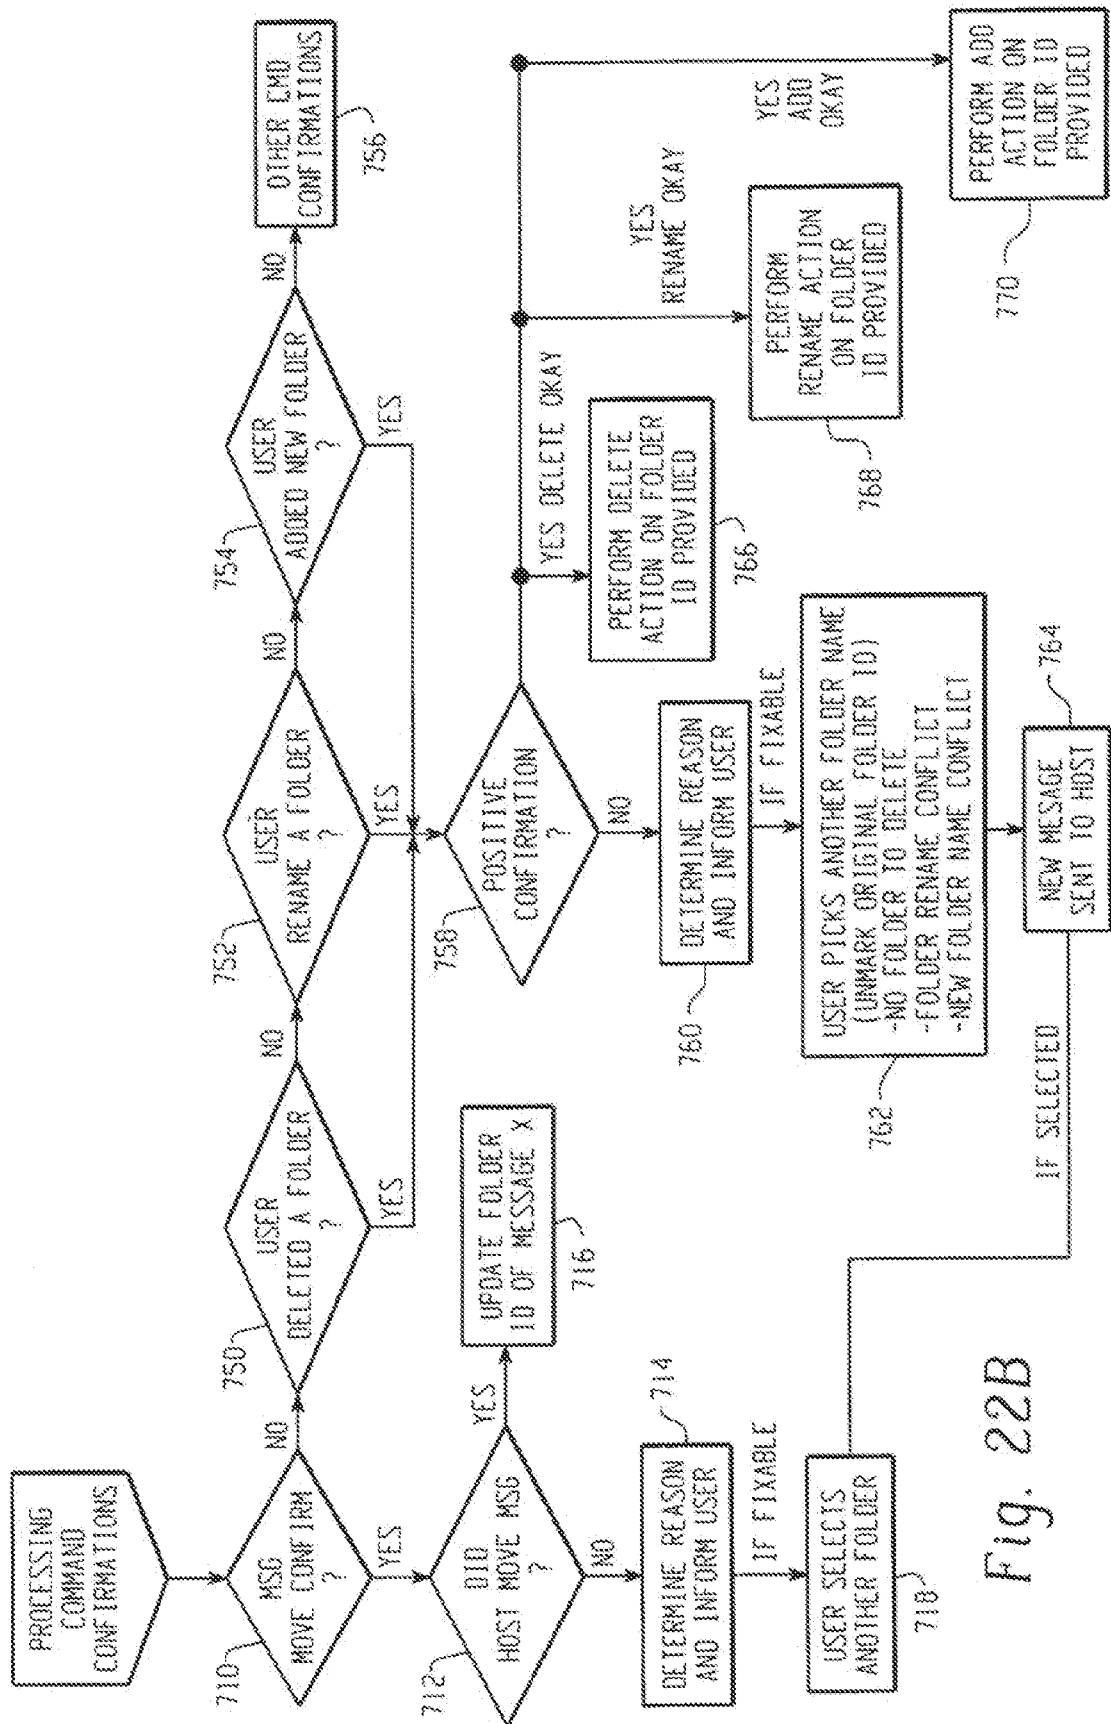 PROCESSING
COMMAND
CONFIRMATIONS
710
MSG
MOVE CONFIRM
?
NO
YES
750
USER
DELETED A FOLDER
?
NO
YES
752
USER
RENAME A FOLDER
?
NO
YES
754
USER
ADDED NEW FOLDER
?
NO
YES
OTHER CMD
CONFIRMATIONS
756
712
DID
HOST MOVE MSG
?
YES
NO
UPDATE FOLDER
ID OF MESSAGE X
716
714
DETERMINE REASON
AND INFORM USER
IF FIXABLE
USER SELECTS
ANOTHER FOLDER
718
IF SELECTED
758
POSITIVE
CONFIRMATION
?
NO
760
DETERMINE REASON
AND INFORM USER
IF FIXABLE
USER PICKS ANOTHER FOLDER NAME
(UNMARK ORIGINAL FOLDER ID)
-NO FOLDER TO DELETE
-FOLDER RENAME CONFLICT
-NEW FOLDER NAME CONFLICT
762
764
NEW MESSAGE
SENT TO HOST
YES DELETE OKAY
PERFORM DELETE
ACTION ON FOLDER
ID PROVIDED
766
YES
RENAME OKAY
PERFORM
RENAME ACTION
ON FOLDER
ID PROVIDED
768
YES
ADD
OKAY
PERFORM ADD
ACTION ON
FOLDER ID
PROVIDED
770
Fig. 22B